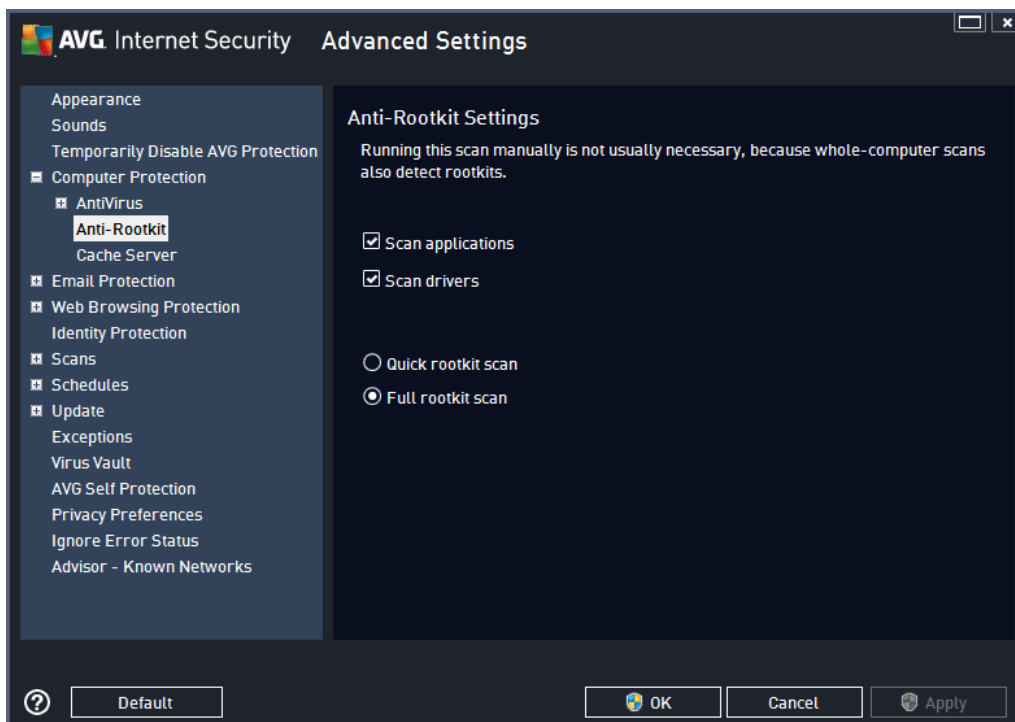 AVG. Internet Security
Advanced Settings
Appearance
Sounds
Temporarily Disable AVG Protection
Computer Protection
AntiVirus
Anti-Rootkit
Cache Server
Email Protection
Web Browsing Protection
Identity Protection
Scans
Schedules
Update
Exceptions
Virus Vault
AVG Self Protection
Privacy Preferences
Ignore Error Status
Advisor - Known Networks
Anti-Rootkit Settings
Running this scan manually is not usually necessary, because whole-computer scans
also detect rootkits.
Scan applications
Scan drivers
Quick rootkit scan
Full rootkit scan
Default
OK
Cancel
Apply